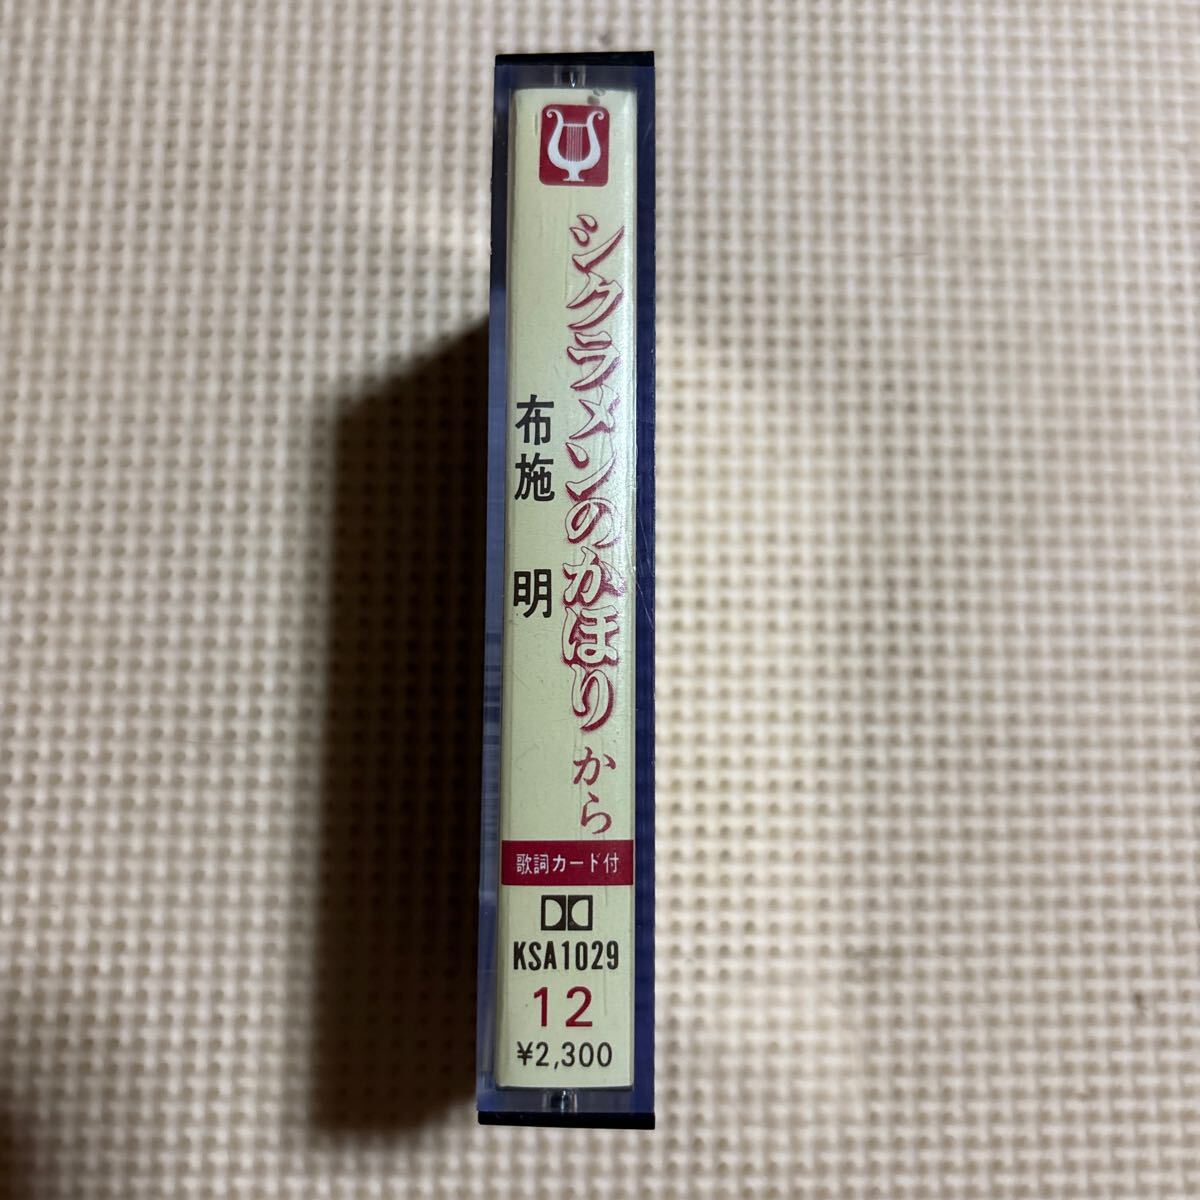 シクラメンのかほりから
布施 明
歌詞カード付
KSA1029
12
¥2,300